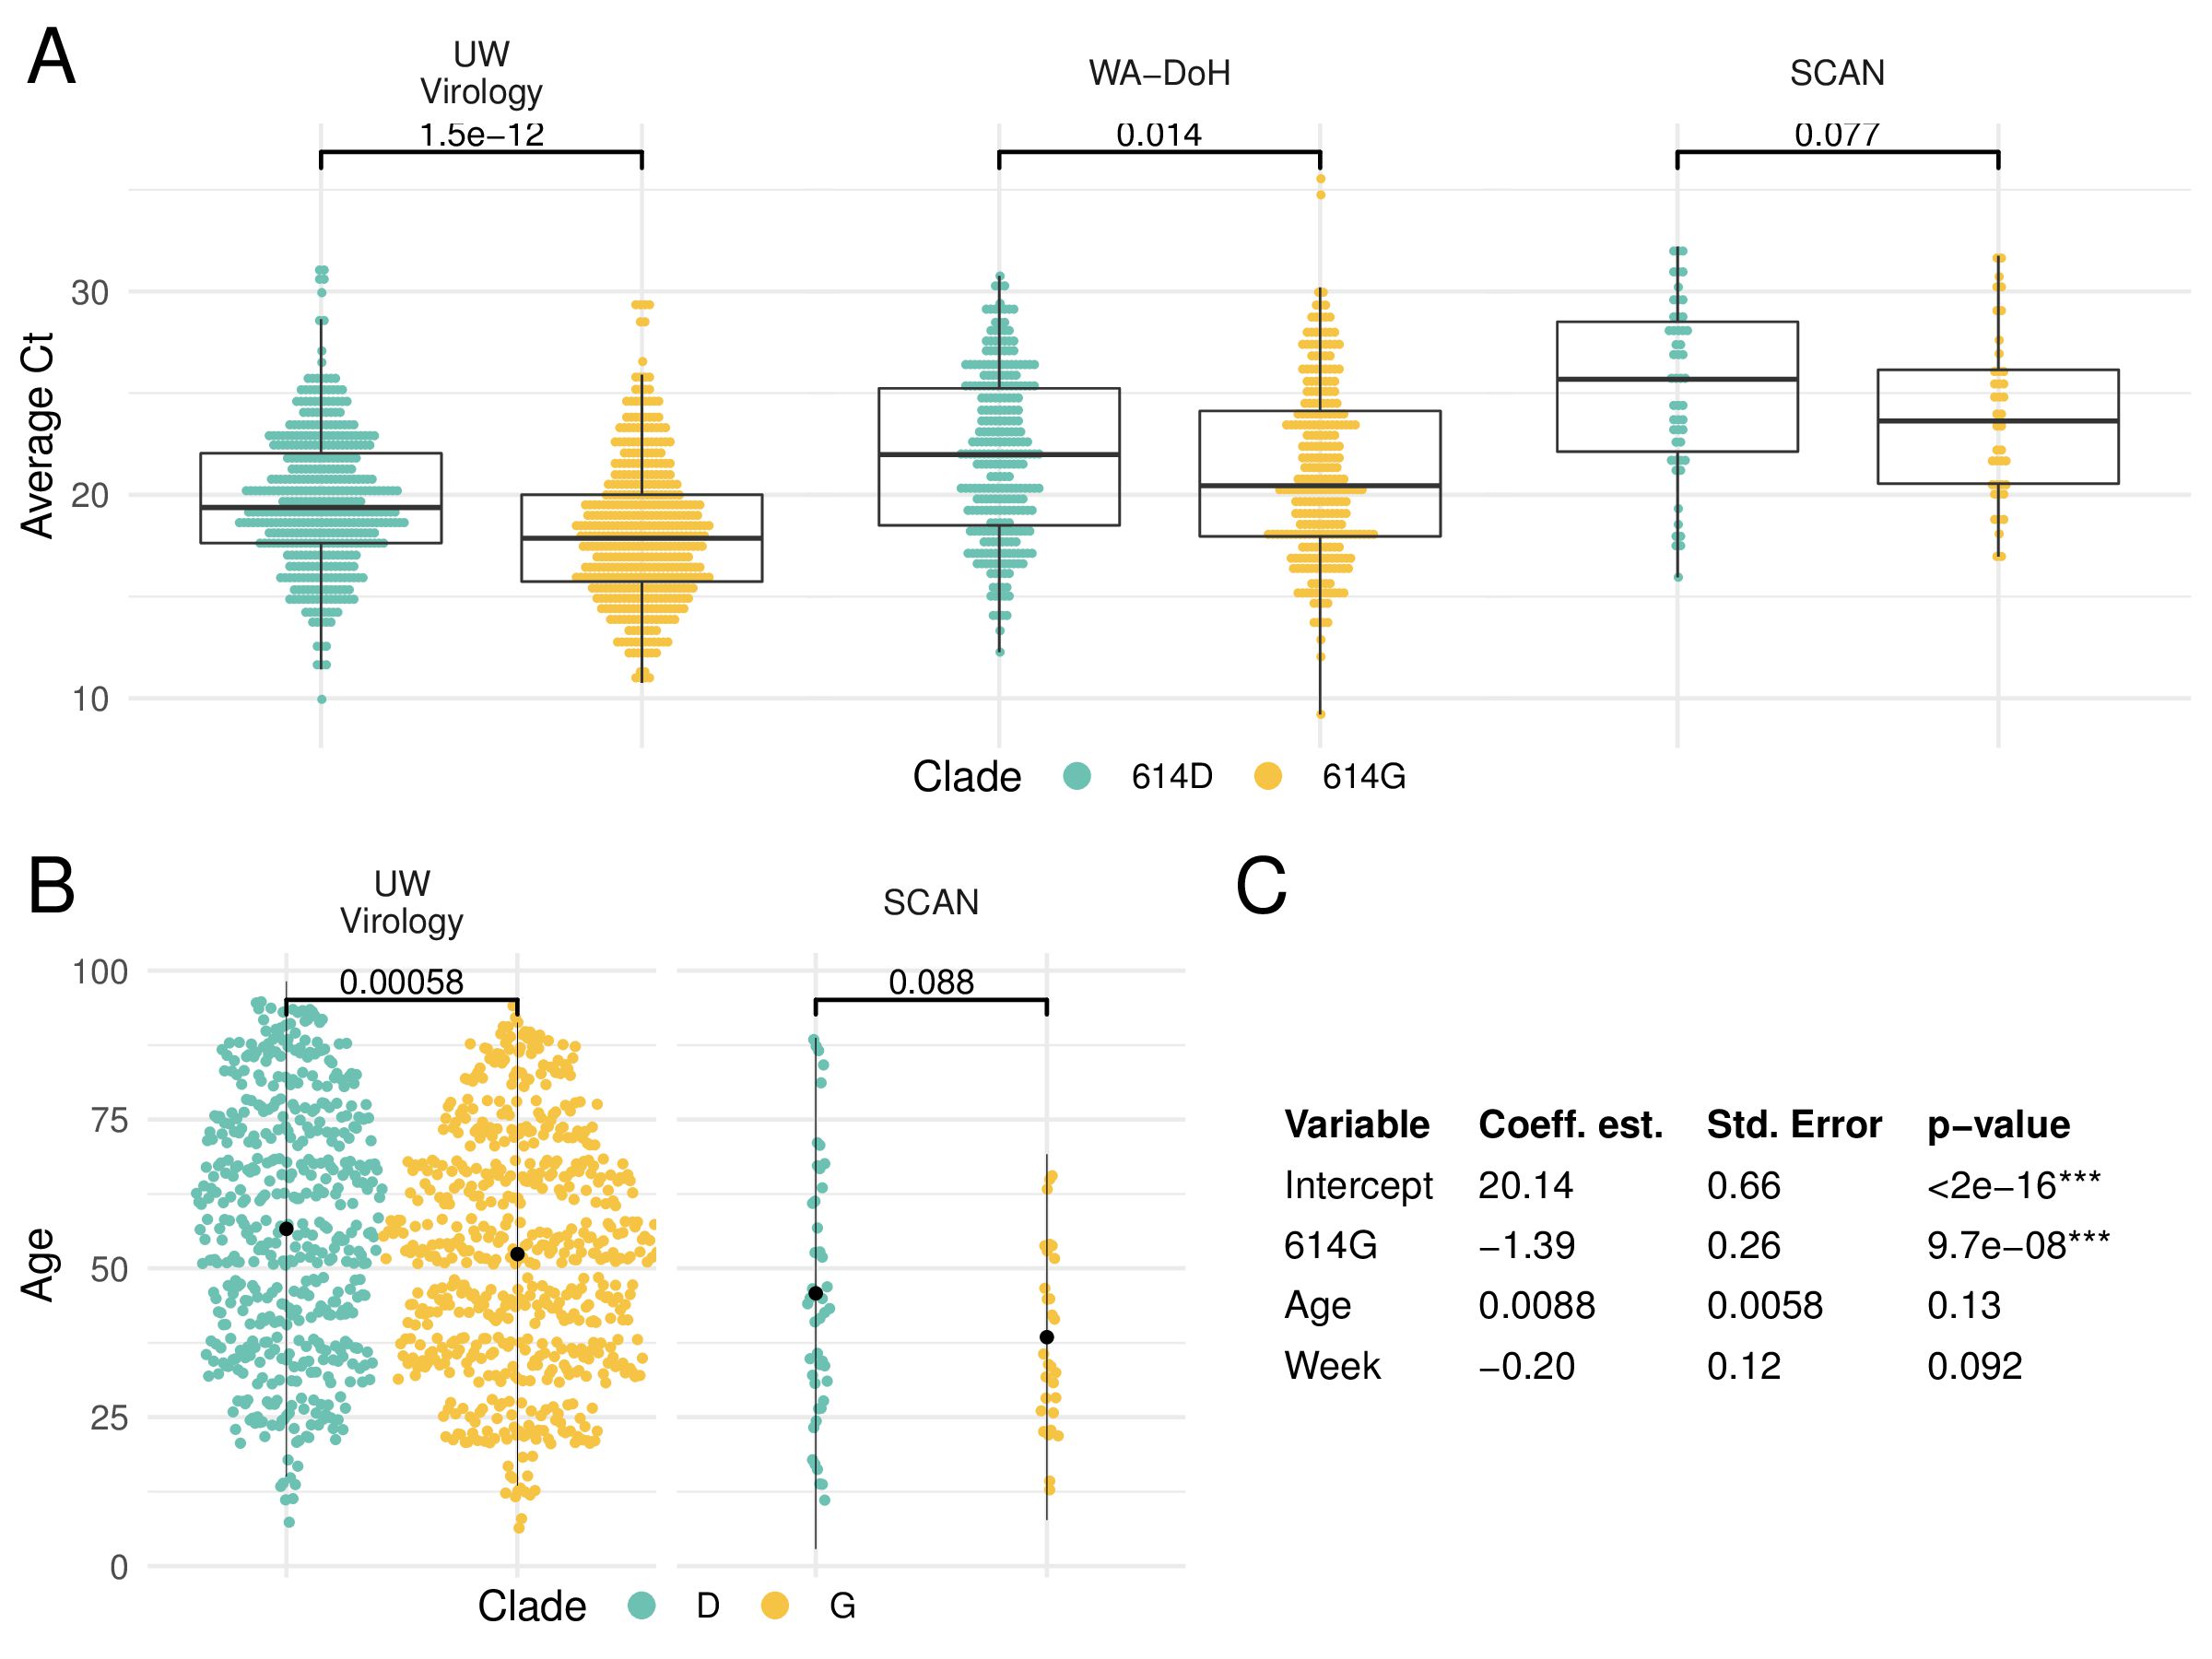 A
UW
Virology
WA−DoH
SCAN
1.5e−12
0.014
0.077
Average Ct
30
20
10
Clade 614D 614G
B
UW
Virology
SCAN
100
75
50
25
0
Age
0.00058
0.088
Clade D G
C
Variable Coeff. est. Std. Error p−value
Intercept 20.14 0.66 <2e−16***
614G −1.39 0.26 9.7e−08***
Age 0.0088 0.0058 0.13
Week −0.20 0.12 0.092